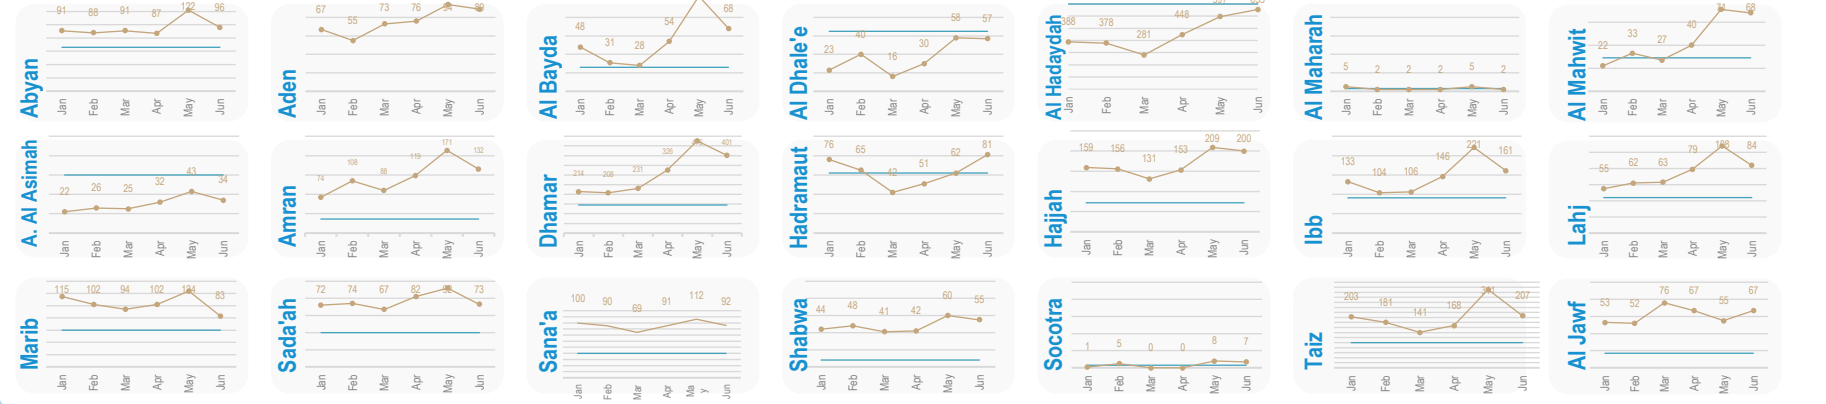 Abyan
91 88 91 87 122 96
Jan Feb Mar Apr May Jun
Aden
67 55 73 76
Jan Feb Mar Apr May Jun
Al Bayda
48 31 28 54 68
Jan Feb Mar Apr May Jun
Al Dhale'e
23 40 16 30 58 57
Jan Feb Mar Apr May Jun
Al Hadaydah
388 378 281 448
Jan Feb Mar Apr May Jun
Al Maharah
5 2 2 2 5 2
Jan Feb Mar Apr May Jun
Al Mahwit
22 33 27 40 74 68
Jan Feb Mar Apr May Jun
A. Al Asimah
22 26 25 32 43 34
Jan Feb Mar Apr May Jun
Amran
74 108 88 119 171 132
Jan Feb Mar Apr May Jun
Dhamar
214 208 231 326 401
Jan Feb Mar Apr May Jun
Hadramaut
76 65 42 51 62 81
Jan Feb Mar Apr May Jun
Hajjah
159 156 131 153 209 200
Jan Feb Mar Apr May Jun
Ibb
133 104 106 146 221 161
Jan Feb Mar Apr May Jun
Lahj
55 62 63 79 108 84
Jan Feb Mar Apr May Jun
Marib
115 102 94 102 124 83
Jan Feb Mar Apr May Jun
Sada'ah
72 74 67 82 92 73
Jan Feb Mar Apr May Jun
Sana'a
100 90 69 91 112 92
Jan Feb Mar Apr Ma y Jun
Shabwa
44 48 41 42 60 55
Jan Feb Mar Apr May Jun
Socotra
1 5 0 0 8 7
Jan Feb Mar Apr May Jun
Taiz
203 181 141 168 207
Jan Feb Mar Apr May Jun
Al Jawf
53 52 76 67 55 67
Jan Feb Mar Apr May Jun